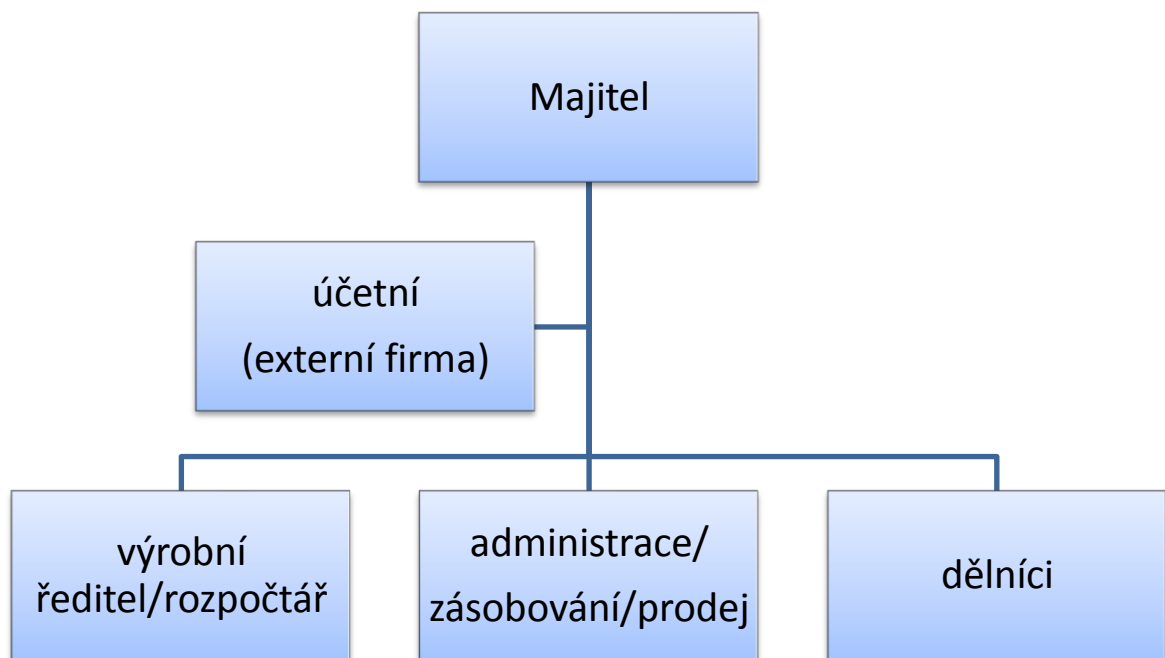 Majitel
účetní
(externí firma)
výrobní
ředitel/rozpočtář
administrace/
zásobování/prodej
dělníci